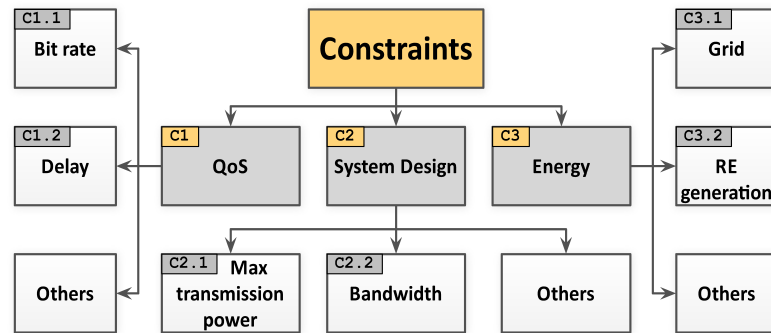 Constraints
C1
QoS
C1.1
Bit rate
C1.2
Delay
Others
C2
System Design
C2.1
Max
transmission
power
C2.2
Bandwidth
Others
C3
Energy
C3.1
Grid
C3.2
RE
generation
Others